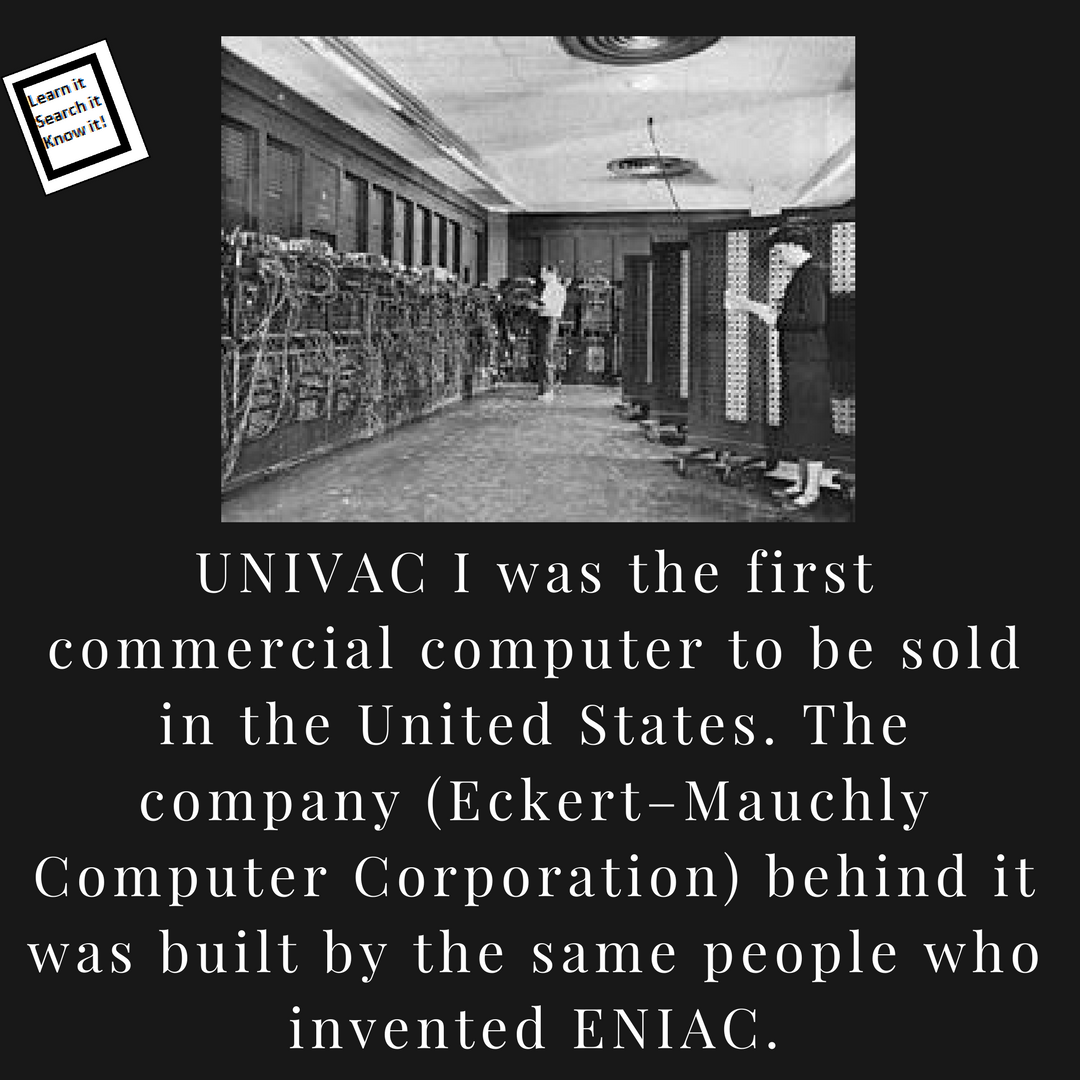 Learn it
Search it
Know it!
UNIVAC I was the first
commercial computer to be sold
in the United States. The
company (Eckert–Mauchly
Computer Corporation) behind it
was built by the same people who
invented ENIAC.